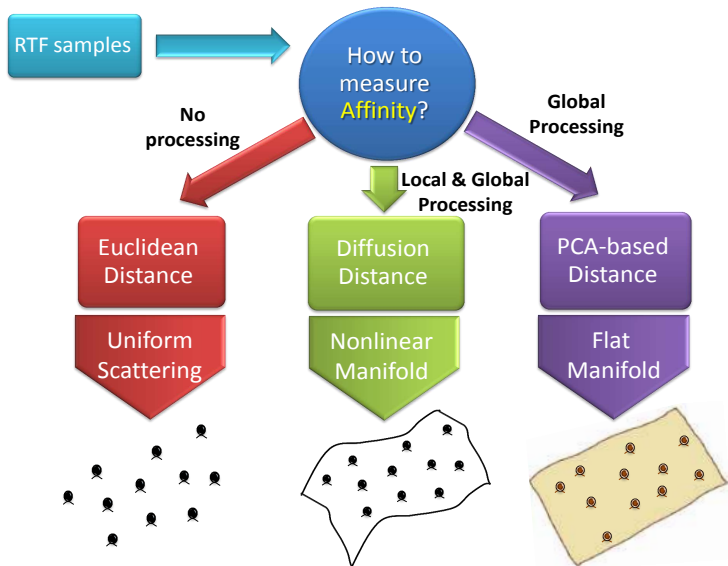 RTF samples
How to
measure
Affinity?
No
processing
Global
Processing
Local & Global
Processing
Euclidean
Distance
Diffusion
Distance
PCA-based
Distance
Uniform
Scattering
Nonlinear
Manifold
Flat
Manifold